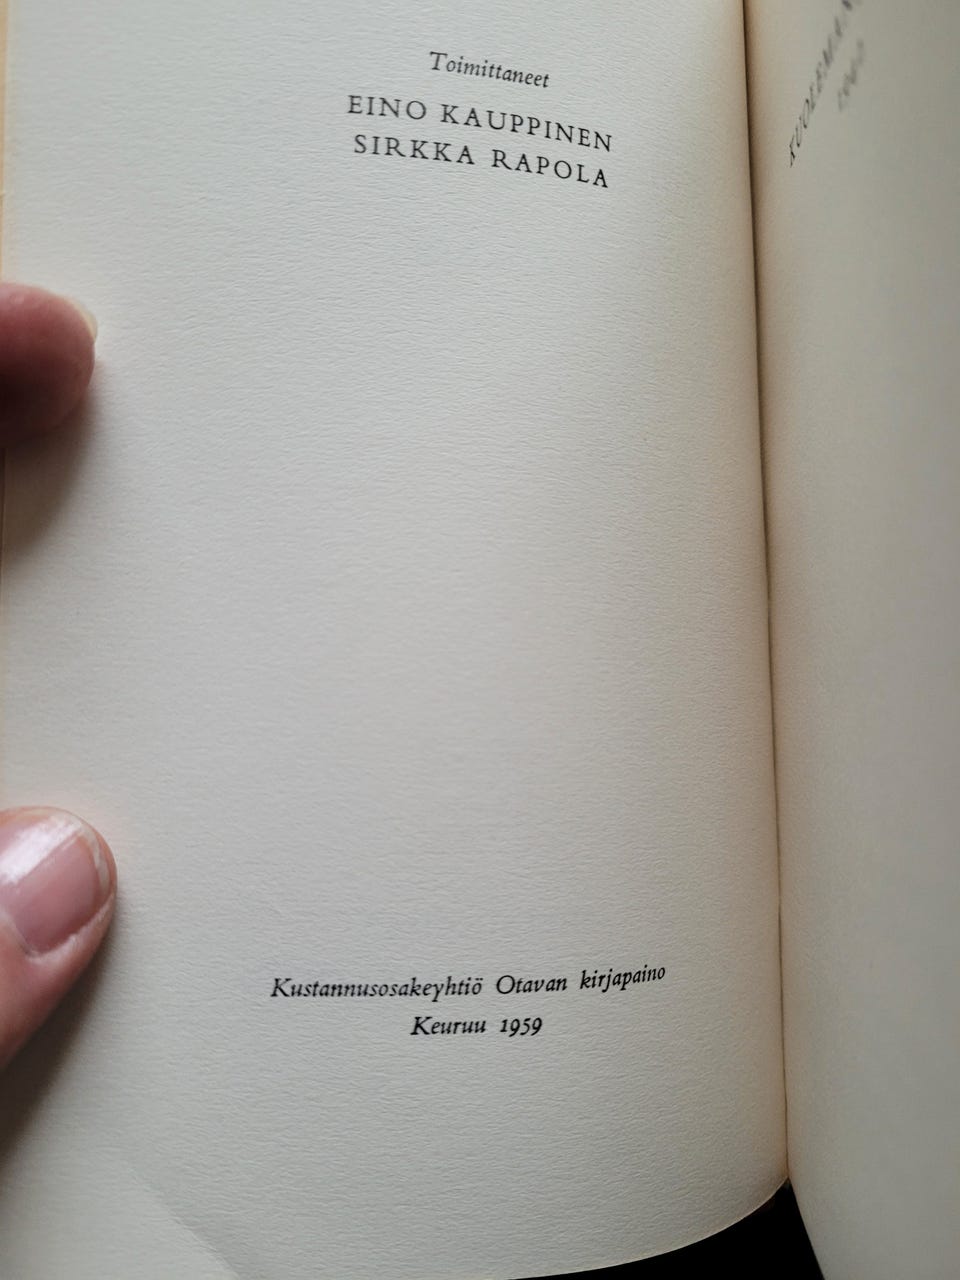 Toimittaneet
EINO KAUPPINEN
SIRKKA RAPOLA
Kustannusosakeyhtiö Otavan kirjapaino
Keuruu 1959